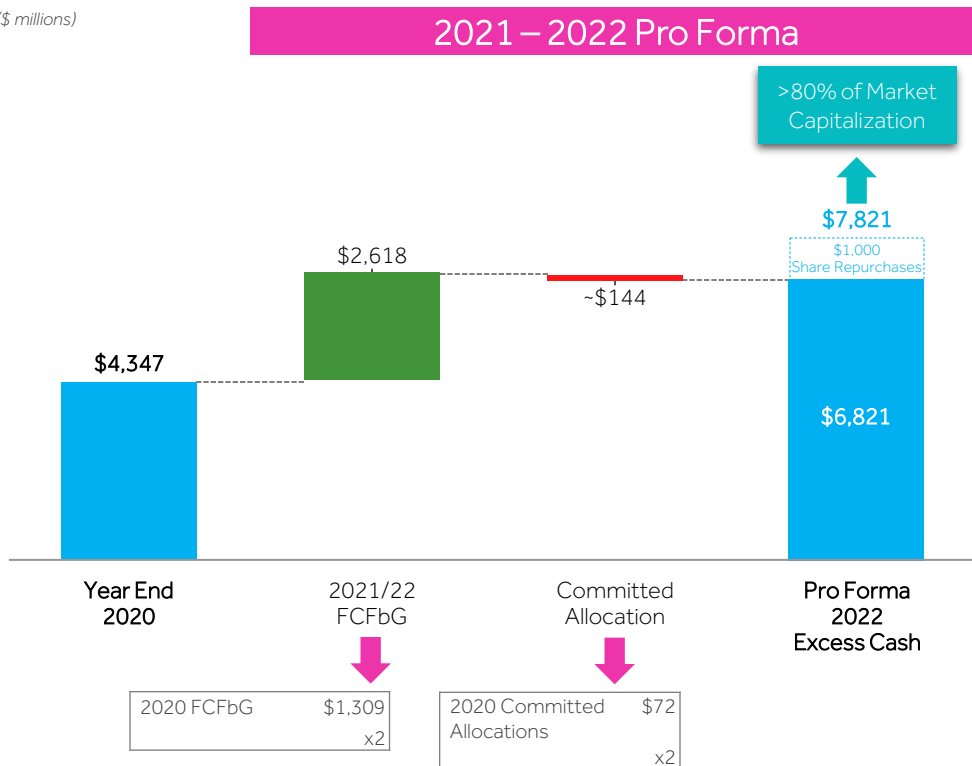 ($ millions)
2021 – 2022 Pro Forma
>80% of Market
Capitalization
$7,821
$1,000
Share Repurchases
$2,618
~$144
$4,347
$6,821
Year End
2020
2021/22
FCFbG
Committed
Allocation
Pro Forma
2022
Excess Cash
2020 FCFbG $1,309
x2
2020 Committed $72
Allocations
x2